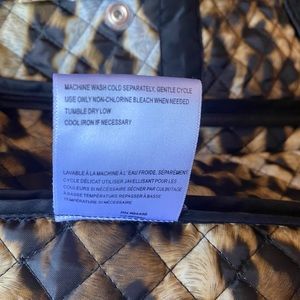 MACHINE WASH COLD SEPARATELY, GENTLE CYCLE
USE ONLY NON-CHLORINE BLEACH WHEN NEEDED
TUMBLE DRY LOW
COOL IRON IF NECESSARY
LAVABLE À LA MACHINE À L'EAU FROIDE, SEPAREMENT
CYCLE DÉLICAT UTILISER JAVELLISANT POUR LES
COULEURS SI NÉCESSAIRE SÉCHER PAR CULBUTAGE
À BASSE TEMPÉRATURE REPASSER À BASSE
TEMPÉRATURE SI NÉCESSAIRE